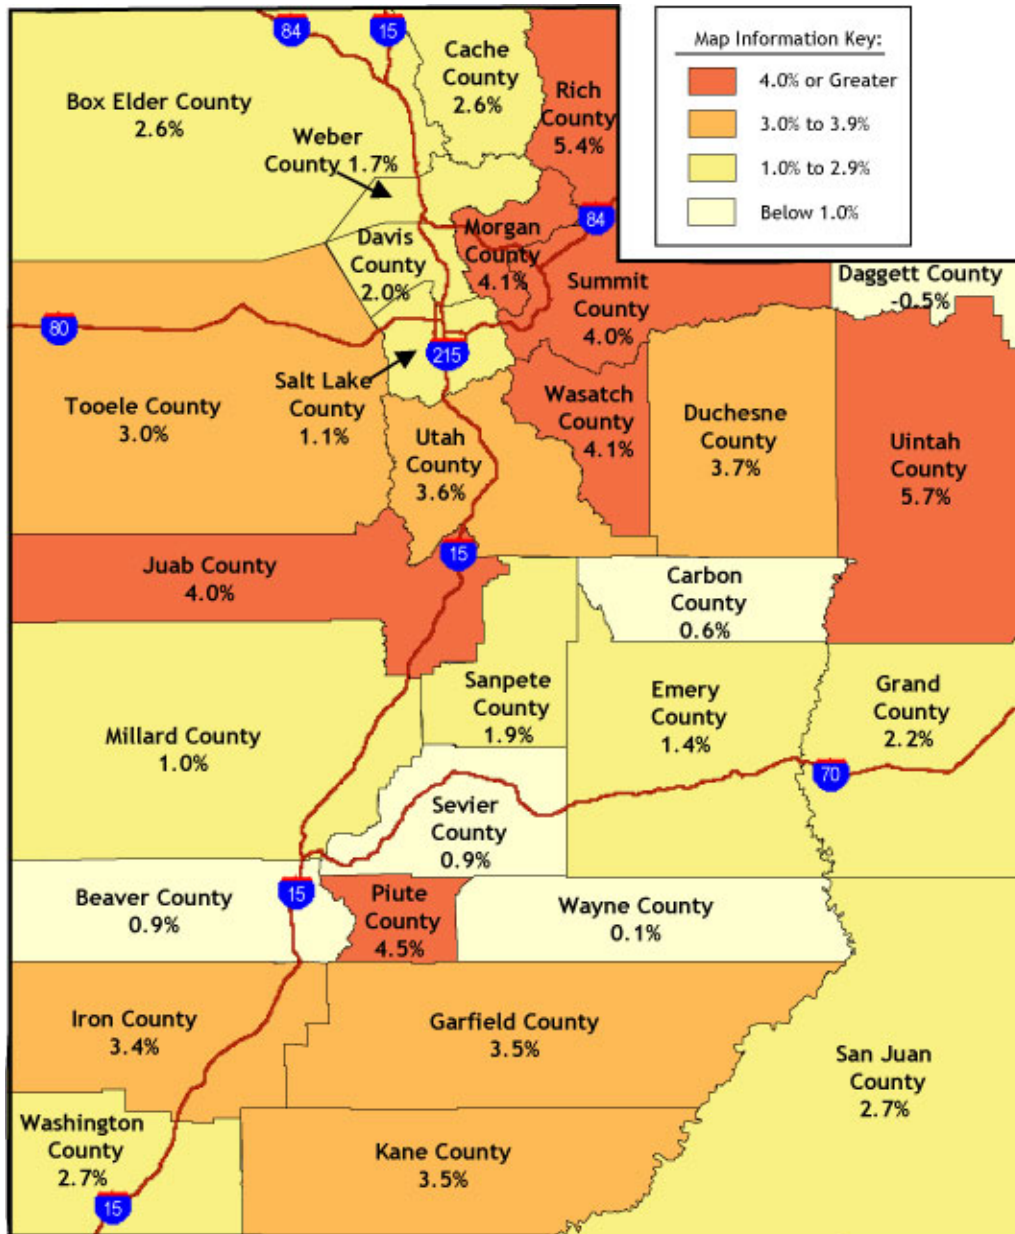 84
15
Cache
County
2.6%
Rich
County
5.4%
Map Information Key:
4.0% or Greater
3.0% to 3.9%
1.0% to 2.9%
Below 1.0%
Box Elder County
2.6%
Weber
County 1.7%
84
Morgan
County
4.1%
Davis
County
2.0%
Summit
County
4.0%
Daggett County
-0.5%
80
215
Salt Lake
County
1.1%
Tooele County
3.0%
Wasatch
County
4.1%
Duchesne
County
3.7%
Utah
County
3.6%
Uintah
County
5.7%
15
Juab County
4.0%
Carbon
County
0.6%
Sanpete
County
1.9%
Emery
County
1.4%
Grand
County
2.2%
Millard County
1.0%
70
Sevier
County
0.9%
15
Beaver County
0.9%
Piute
County
4.5%
Wayne County
0.1%
Iron County
3.4%
Garfield County
3.5%
San Juan
County
2.7%
Washington
County
2.7%
Kane County
3.5%
15